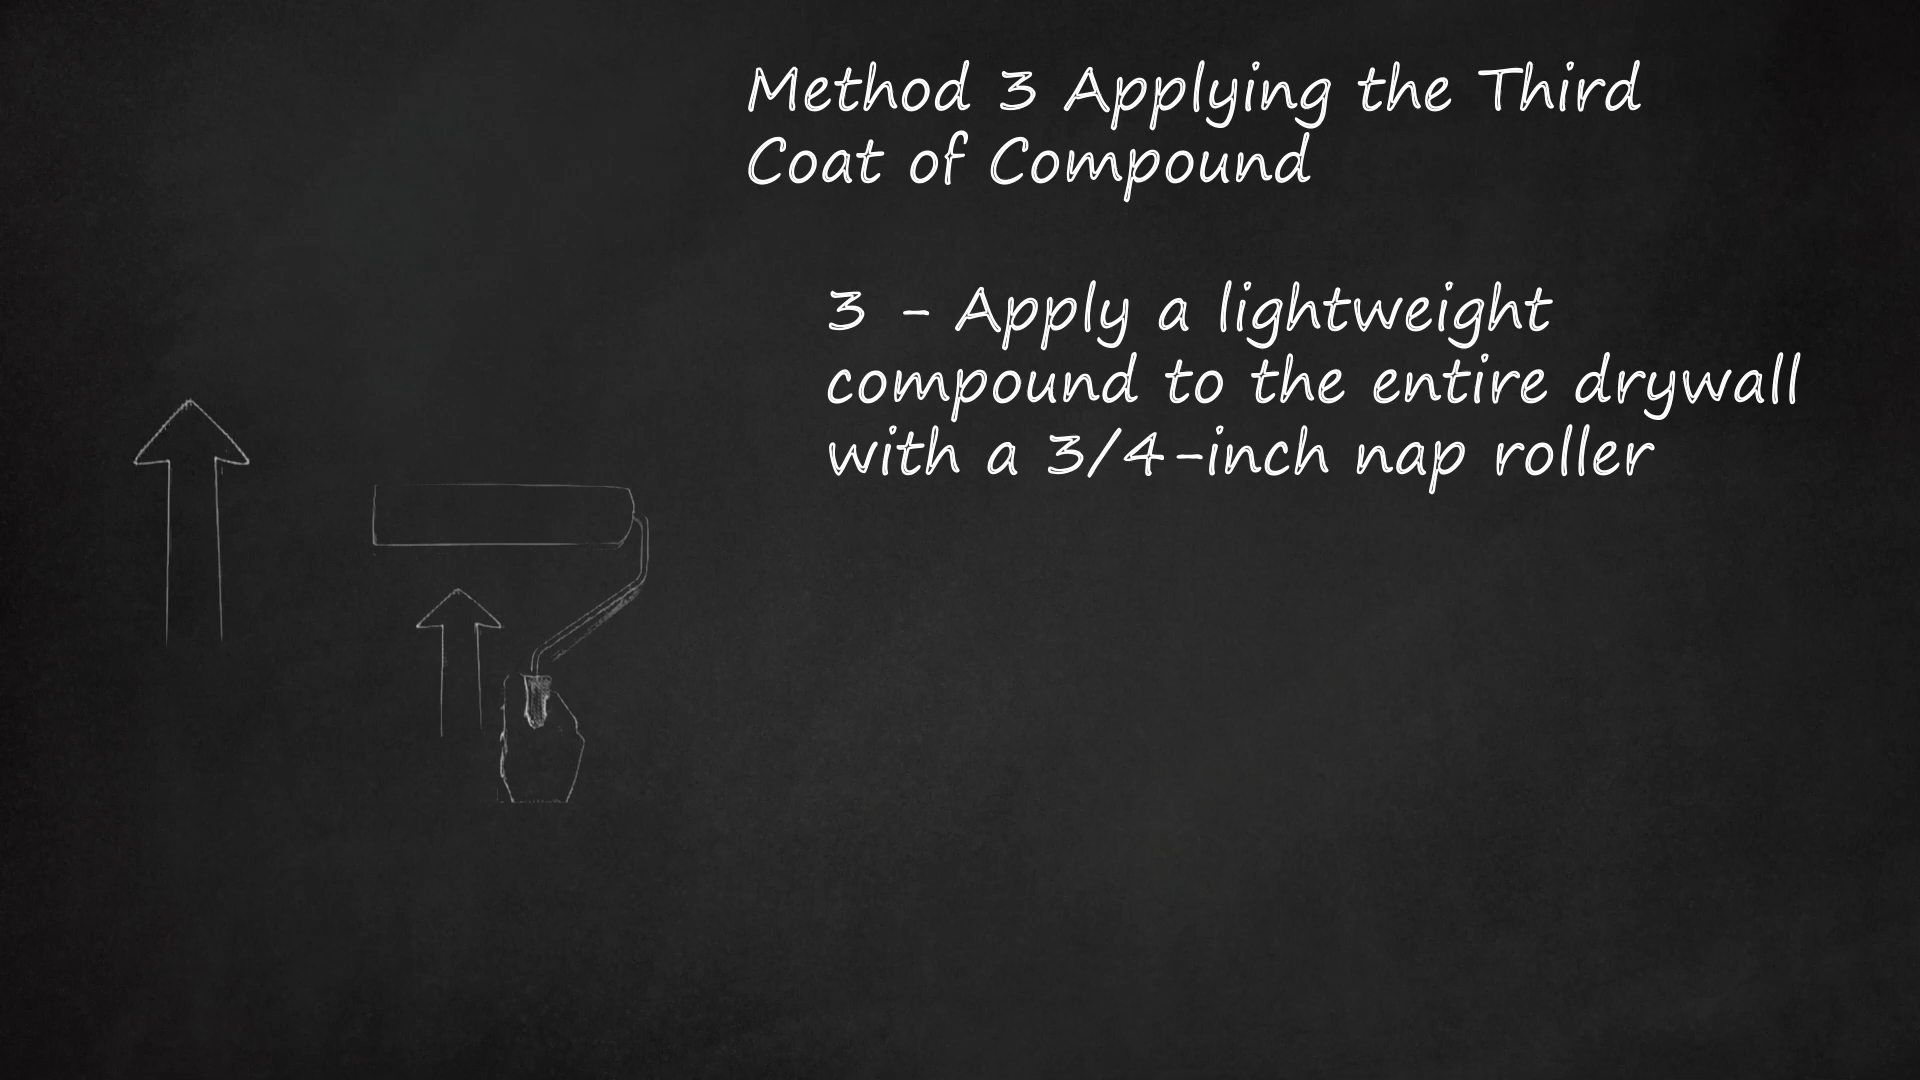 Method 3 Applying the Third
Coat of Compound
3 - Apply a lightweight
compound to the entire drywall
with a 3/4-inch nap roller